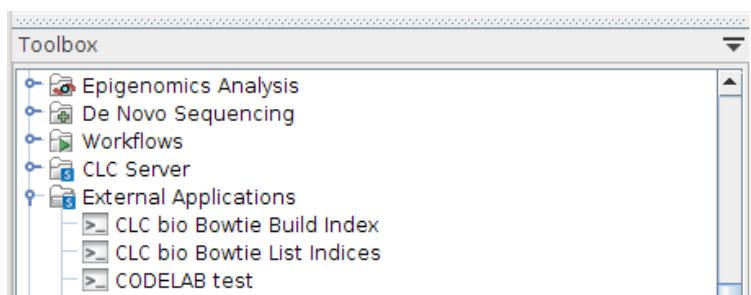 Toolbox
Epigenomics Analysis
De Novo Sequencing
Workflows
CLC Server
External Applications
CLC bio Bowtie Build Index
CLC bio Bowtie List Indices
CODELAB test